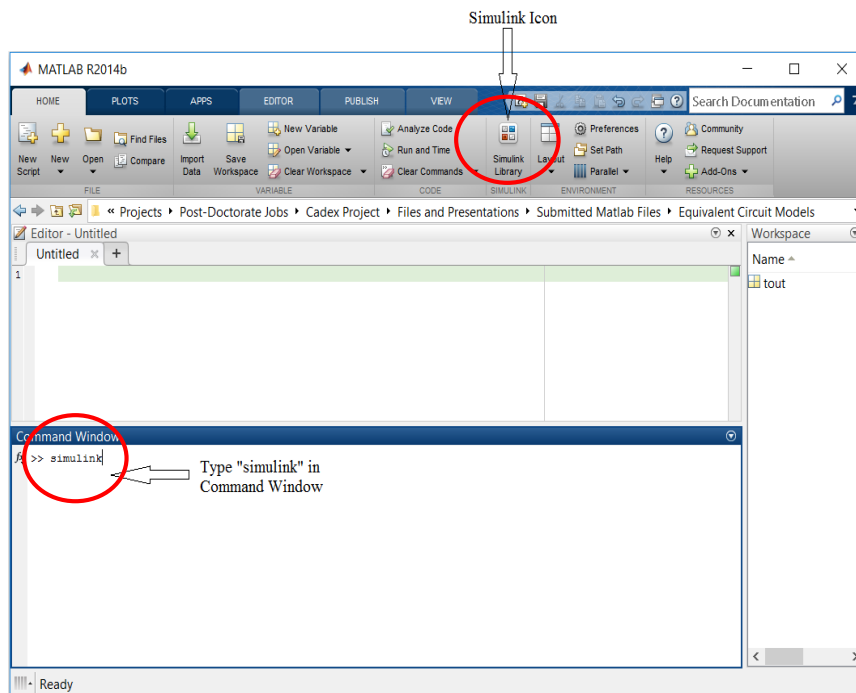 Simulink Icon
MATLAB R2014b
HOME PLOTS APPS EDITOR PUBLISH VIEW Search Documentation
New Script New Open Find Files Compare Import Data Save Workspace New Variable Open Variable Clear Workspace Analyze Code Run and Time Clear Commands Simulink Library Layout Preferences Set Path Parallel Help Community Request Support Add-Ons
FILE VARIABLE CODE SIMULINK ENVIRONMENT RESOURCES
« Projects Post-Doctorate Jobs Cadex Project Files and Presentations Submitted Matlab Files Equivalent Circuit Models
Editor - Untitled
Workspace
Untitled
Name
1
tout
Command Window
>> simulink
Type "simulink" in
Command Window
Ready